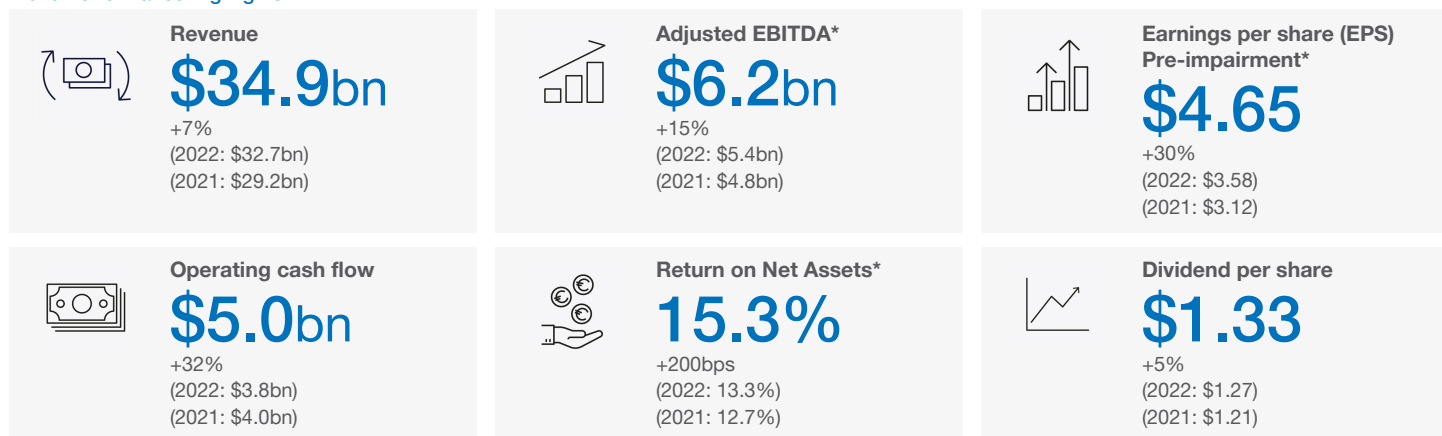 Revenue
$34.9bn
+7%
(2022: $32.7bn)
(2021: $29.2bn)
Adjusted EBITDA*
$6.2bn
+15%
(2022: $5.4bn)
(2021: $4.8bn)
Earnings per share (EPS)
Pre-impairment*
$4.65
+30%
(2022: $3.58)
(2021: $3.12)
Operating cash flow
$5.0bn
+32%
(2022: $3.8bn)
(2021: $4.0bn)
Return on Net Assets*
15.3%
+200bps
(2022: 13.3%)
(2021: 12.7%)
Dividend per share
$1.33
+5%
(2022: $1.27)
(2021: $1.21)